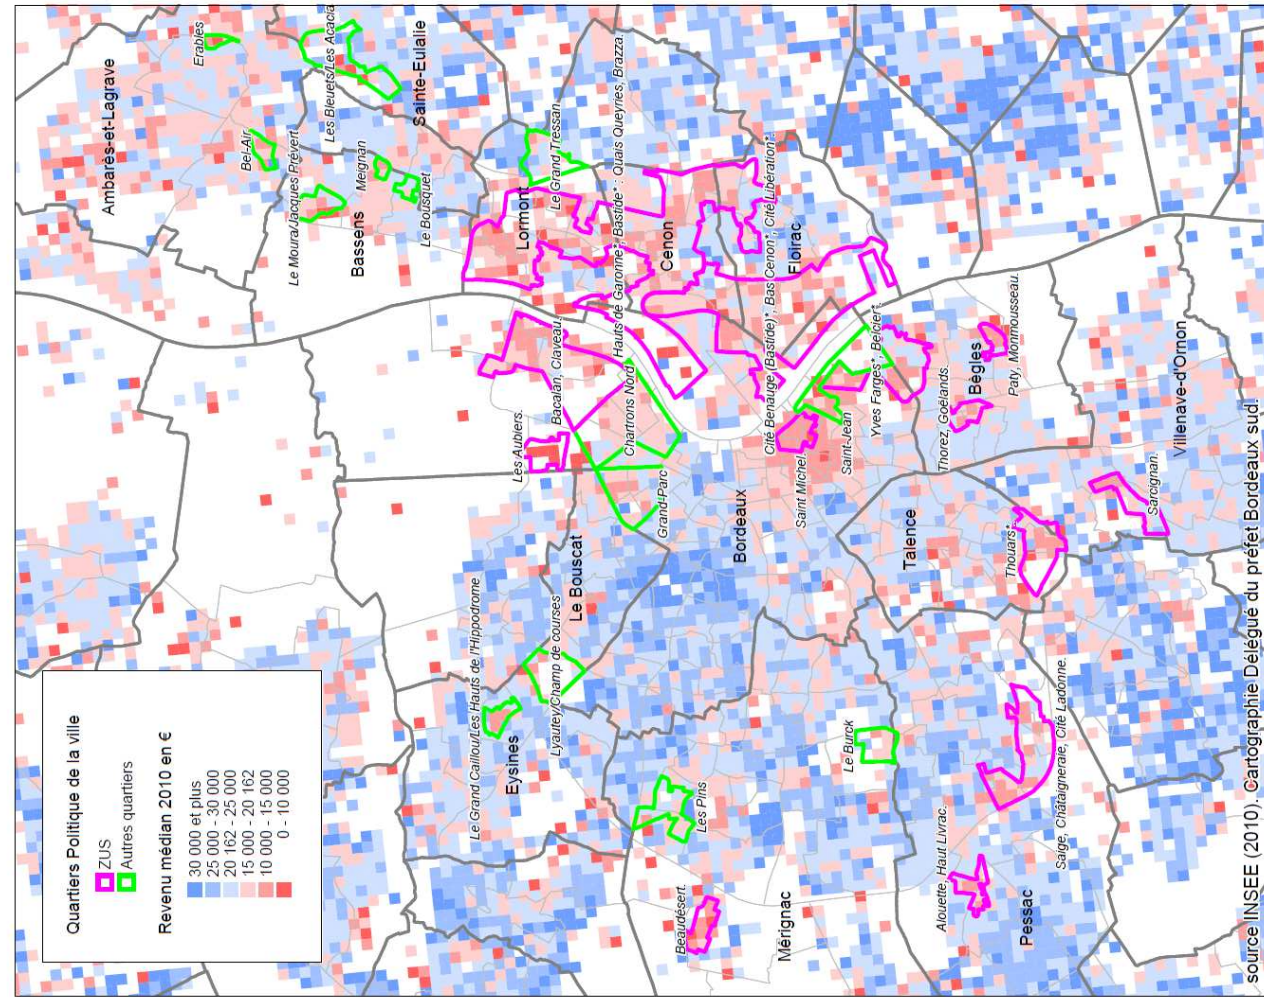 Quartiers Politique de la ville
ZUS
Autres quartiers
Revenu médian 2010 en €
30 000 et plus
25 000 - 30 000
20 162 - 25 000
15 000 - 20 162
10 000 - 15 000
0 - 10 000
Ambarès-et-Lagrave
Erables
Bel-Air
Les Bleuets/Les Acacia
Sainte-Eulalie
Le Moura/Jacques Prévert
Meignan
Bassens
Le Bousquet
Le Grand Tressan.
Lormont
Hauts de Garonne*, Bastide* : Quais Queyries, Brazza.
Cenon
Cité Benauge (Bastide)*, Bas Cenon*, Cité Libération*.
Floirac
Les Aubiers.
Bacalan, Claveau.
Chartrons Nord
Grand-Parc
Le Grand Caillou/Les Hauts de l'Hippodrome
Eysines
Lyautey/Champ de courses
Le Bouscat
Bordeaux
Saint Michel.
Saint-Jean
Yves Farges*, Belcier*.
Les Pins
Beaudésert.
Mérignac
Le Burck
Talence
Thorez, Goélands.
Bègles
Paty, Monmousseau.
Thouars*.
Alouette, Haut Livrac.
Pessac
Saige, Châtaigneraie, Cité Ladonne.
Sarcignan.
Villenave-d'Ornon
source INSEE (2010). Cartographie Délégué du préfet Bordeaux sud.